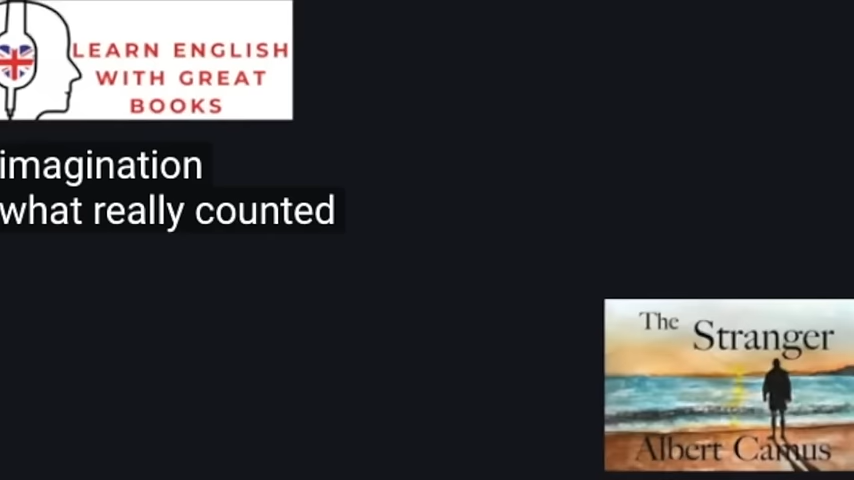 LEARN ENGLISH
WITH GREAT
BOOKS
imagination
what really counted
The Stranger
Albert Camus